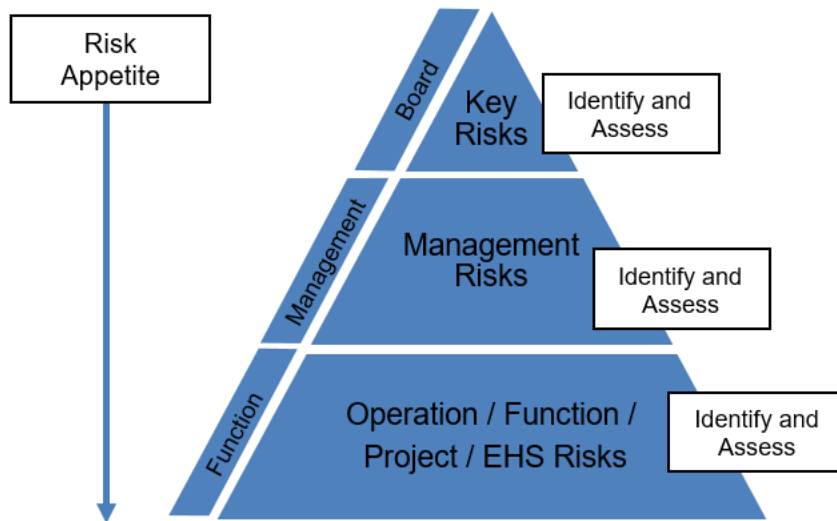 Risk
Appetite
Board
Key
Risks
Identify and
Assess
Management
Management
Risks
Identify and
Assess
Function
Operation / Function /
Project / EHS Risks
Identify and
Assess